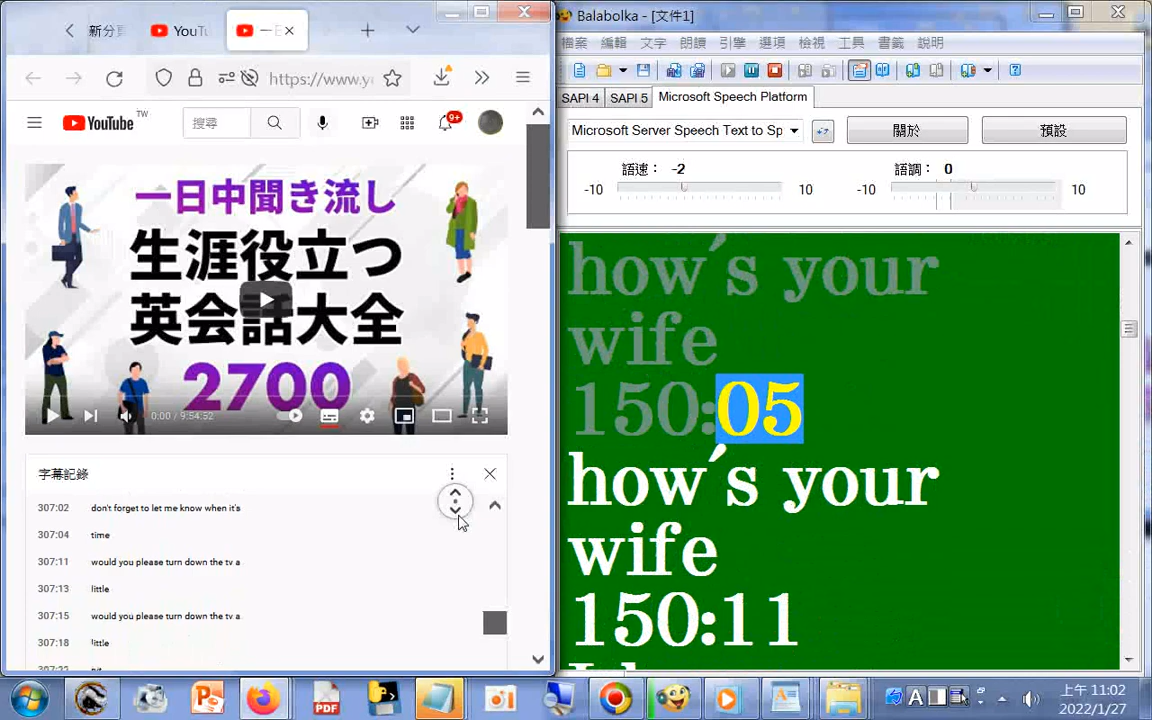 新分
YouTu
一E
https://www.y
YouTube TW
搜尋
9+
一日中聞き流し
生涯役立つ
英会話大全
2700
0:00 / 9:54:52
字幕記錄
307:02 don't forget to let me know when it's
307:04 time
307:11 would you please turn down the tv a
307:13 little
307:15 would you please turn down the tv a
307:18 little
Balabolka - [文件1]
檔案 編輯 文字 朗讀 引擎 選項 檢視 工具 書籤 說明
SAPI 4 SAPI 5 Microsoft Speech Platform
Microsoft Server Speech Text to Sp
關於
預設
語速： -2
語調： 0
-10 10 -10 10
how's your
wife
150:05
how's your
wife
150:11
PDF
A
上午 11:02
2022/1/27